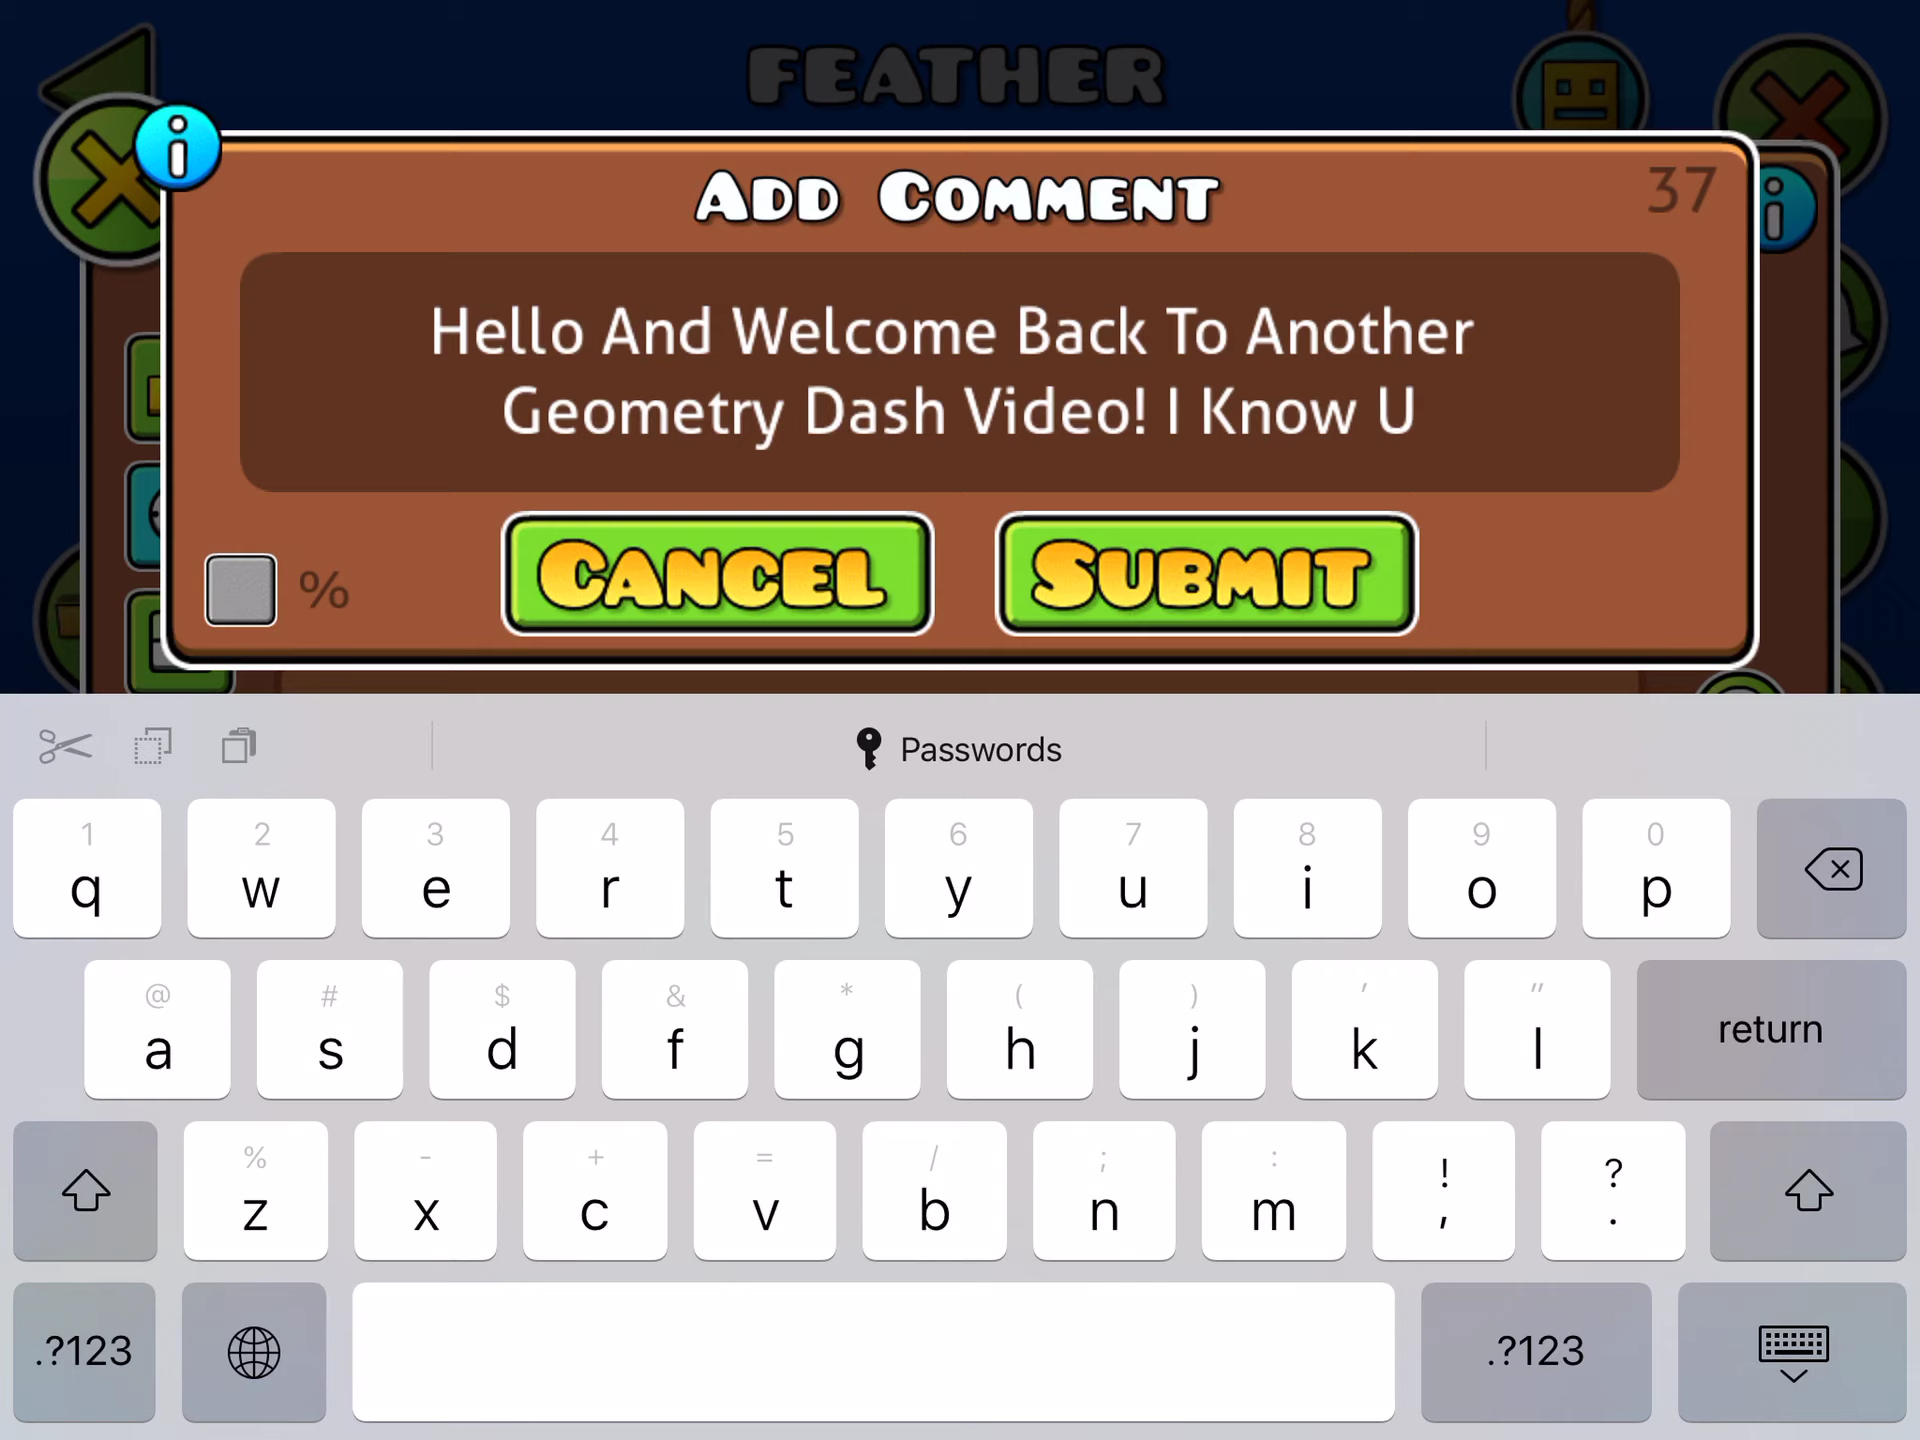 FEATHER
Add Comment
37
Hello And Welcome Back To Another
Geometry Dash Video! I Know U
%
Cancel
Submit
Passwords
1 2 3 4 5 6 7 8 9 0
q w e r t y u i o p
@ # $ & * ( ) ' "
a s d f g h j k l return
% - + = / ; : ! ?
z x c v b n m , .
.?123 .?123